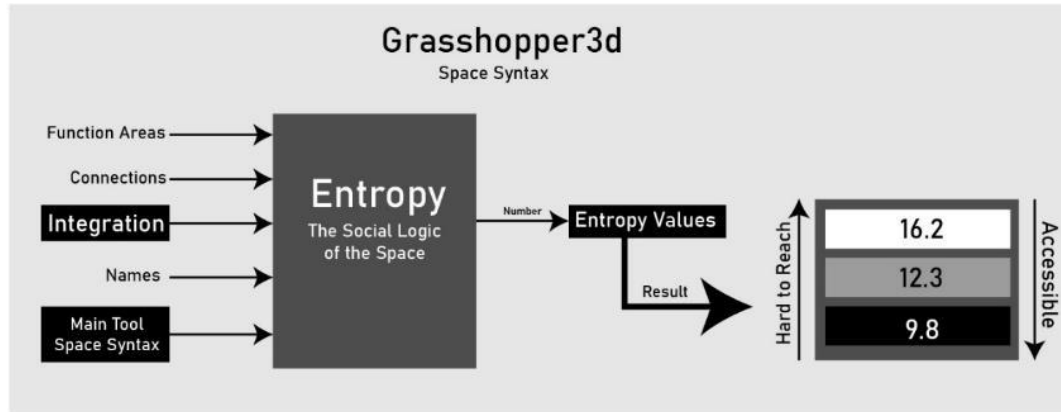 Grasshopper3d
Space Syntax
Function Areas
Connections
Integration
Names
Main Tool
Space Syntax
Entropy
The Social Logic
of the Space
Number
Entropy Values
Result
Hard to Reach
16.2
12.3
9.8
Accessible